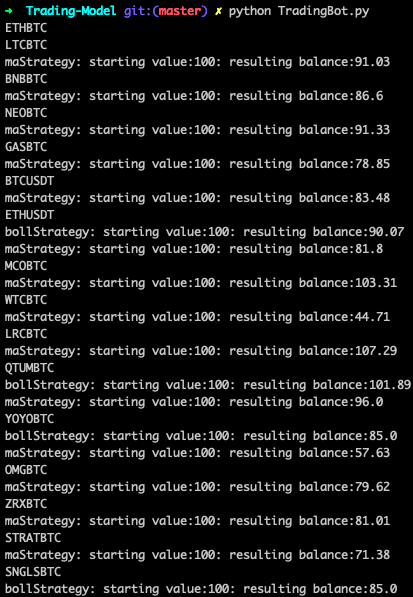 ➜ Trading-Model git:(master) ✗ python TradingBot.py
ETHBTC
LTCBTC
maStrategy: starting value:100: resulting balance:91.03
BNBBTC
maStrategy: starting value:100: resulting balance:86.6
NEOBTC
maStrategy: starting value:100: resulting balance:91.33
GASBTC
maStrategy: starting value:100: resulting balance:78.85
BTCUSDT
maStrategy: starting value:100: resulting balance:83.48
ETHUSDT
bollStrategy: starting value:100: resulting balance:90.07
maStrategy: starting value:100: resulting balance:81.8
MCOBTC
maStrategy: starting value:100: resulting balance:103.31
WTCBTC
maStrategy: starting value:100: resulting balance:44.71
LRCBTC
maStrategy: starting value:100: resulting balance:107.29
QTUMBTC
bollStrategy: starting value:100: resulting balance:101.89
maStrategy: starting value:100: resulting balance:96.0
YOYOBTC
bollStrategy: starting value:100: resulting balance:85.0
maStrategy: starting value:100: resulting balance:57.63
OMGBTC
maStrategy: starting value:100: resulting balance:79.62
ZRXBTC
maStrategy: starting value:100: resulting balance:81.01
STRATBTC
maStrategy: starting value:100: resulting balance:71.38
SNGLSBTC
bollStrategy: starting value:100: resulting balance:85.0